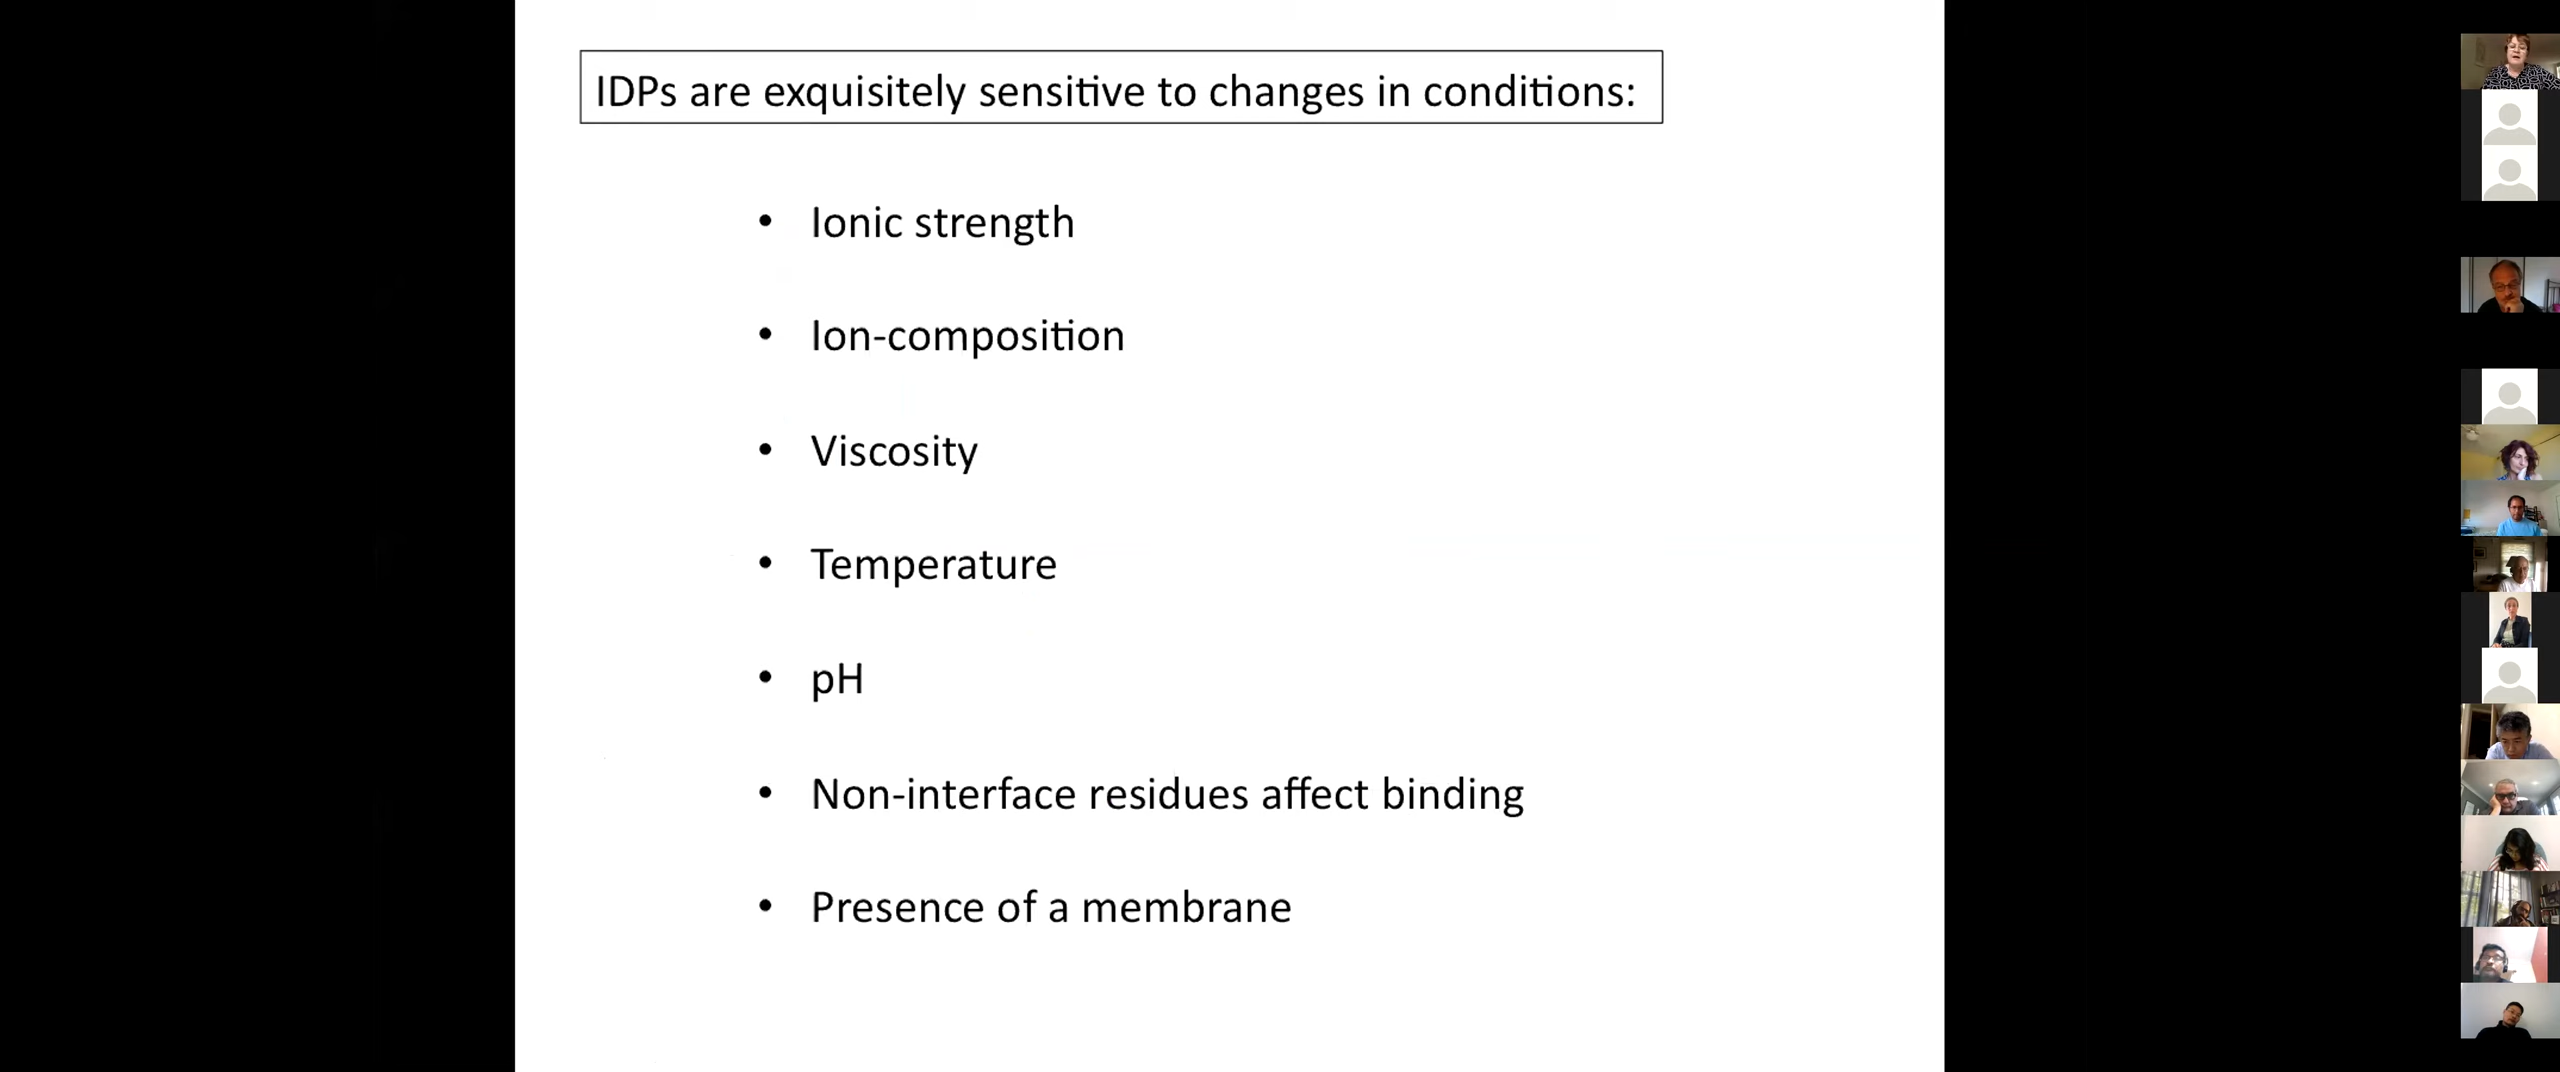 IDPs are exquisitely sensitive to changes in conditions:
• Ionic strength
• Ion-composition
• Viscosity
• Temperature
• pH
• Non-interface residues affect binding
• Presence of a membrane